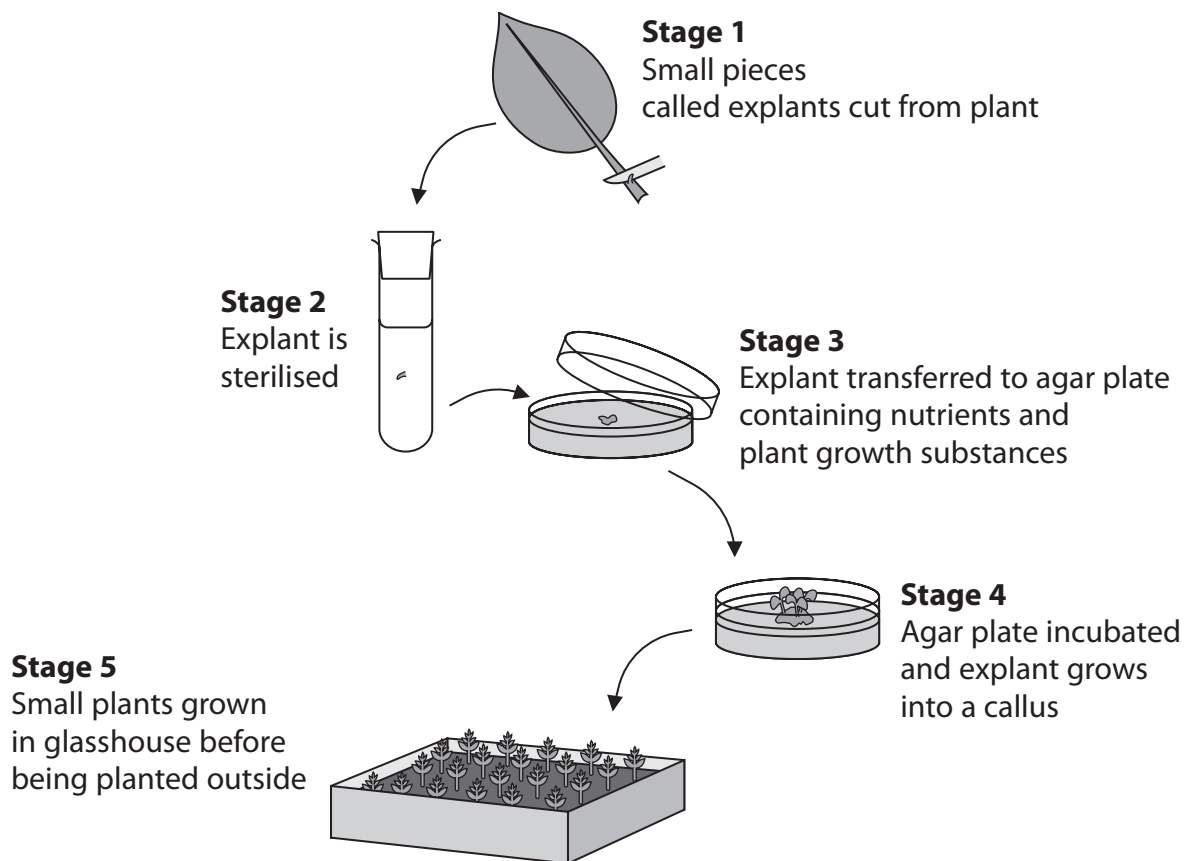 Stage 1
Small pieces
called explants cut from plant
Stage 2
Explant is
sterilised
Stage 3
Explant transferred to agar plate
containing nutrients and
plant growth substances
Stage 4
Agar plate incubated
and explant grows
into a callus
Stage 5
Small plants grown
in glasshouse before
being planted outside